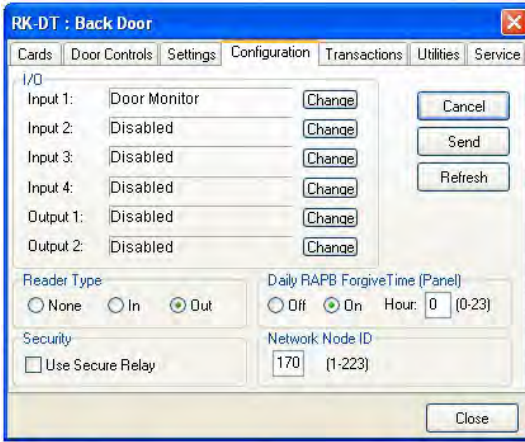 RK-DT : Back Door
Cards Door Controls Settings Configuration Transactions Utilities Service
I/O
Input 1: Door Monitor Change
Input 2: Disabled Change
Input 3: Disabled Change
Input 4: Disabled Change
Output 1: Disabled Change
Output 2: Disabled Change
Cancel
Send
Refresh
Reader Type
None In Out
Daily RAPB ForgiveTime (Panel)
Off On Hour: 0 (0-23)
Security
Use Secure Relay
Network Node ID
170 (1-223)
Close